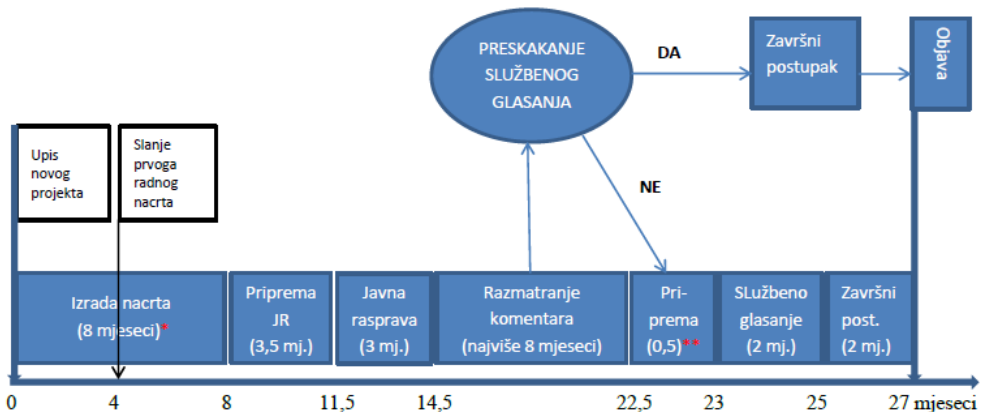 PRESKAKANJE
SLUŽBENOG
GLASANJA
DA
Završni
postupak
Objava
Upis
novog
projekta
Slanje
prvoga
radnog
nacrta
NE
Izrada nacrta
(8 mjeseci)*
Priprema
JR
(3,5 mj.)
Javna
rasprava
(3 mj.)
Razmatranje
komentara
(najviše 8 mjeseci)
Pri-
prema
(0,5)**
SLužbeno
glasanje
(2 mj.)
Završni
post.
(2 mj.)
0 4 8 11,5 14,5 22,5 23 25 27 mjeseci